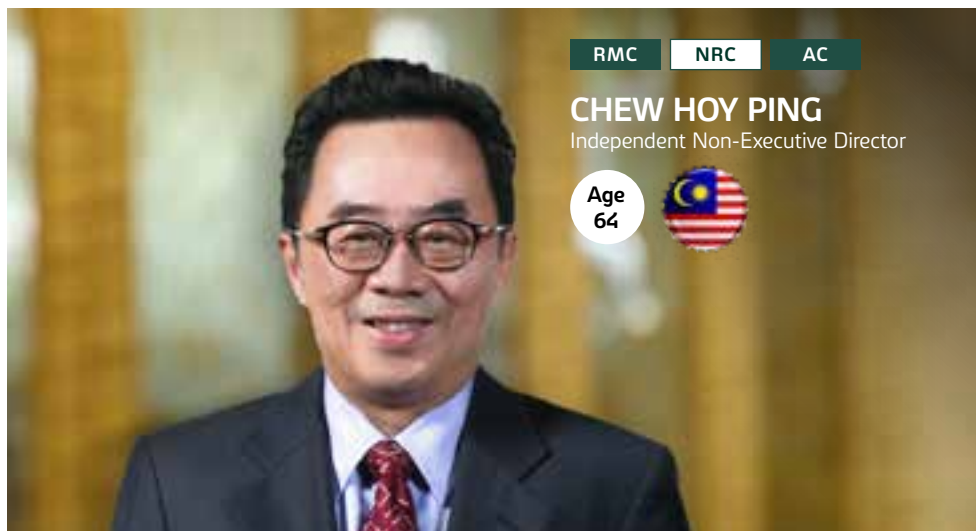 RMC NRC AC
CHEW HOY PING
Independent Non-Executive Director
Age
64